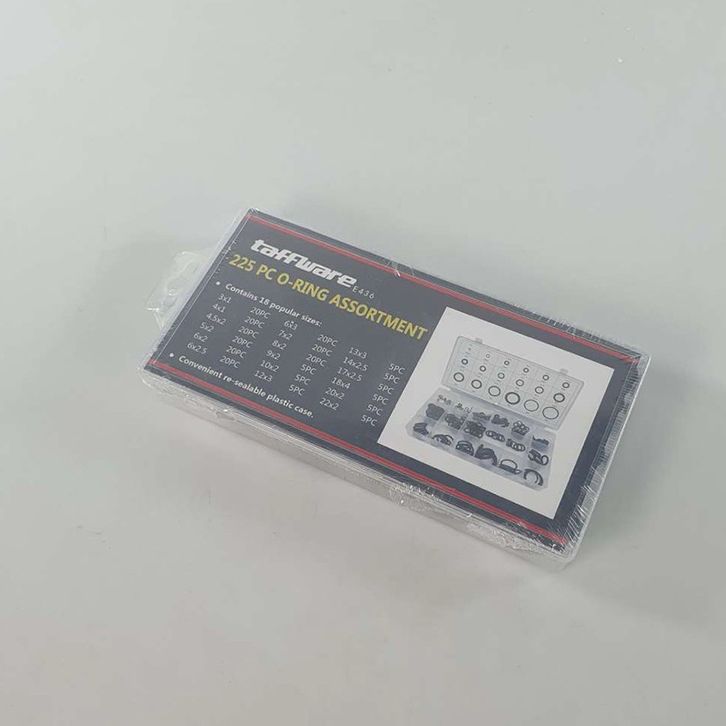 taffware
E436
225 PC O-RING ASSORTMENT
• Contains 18 popular sizes:
3x1 20PC 6x3 20PC 13x3 5PC
4x1 20PC 7x2 20PC 14x2.5 5PC
4.5x2 20PC 8x2 20PC 17x2.5 5PC
5x2 20PC 9x2 5PC 18x4 5PC
6x2 20PC 10x2 5PC 20x2 5PC
6x2.5 20PC 12x3 5PC 22x2 5PC
• Convenient re-sealable plastic case.